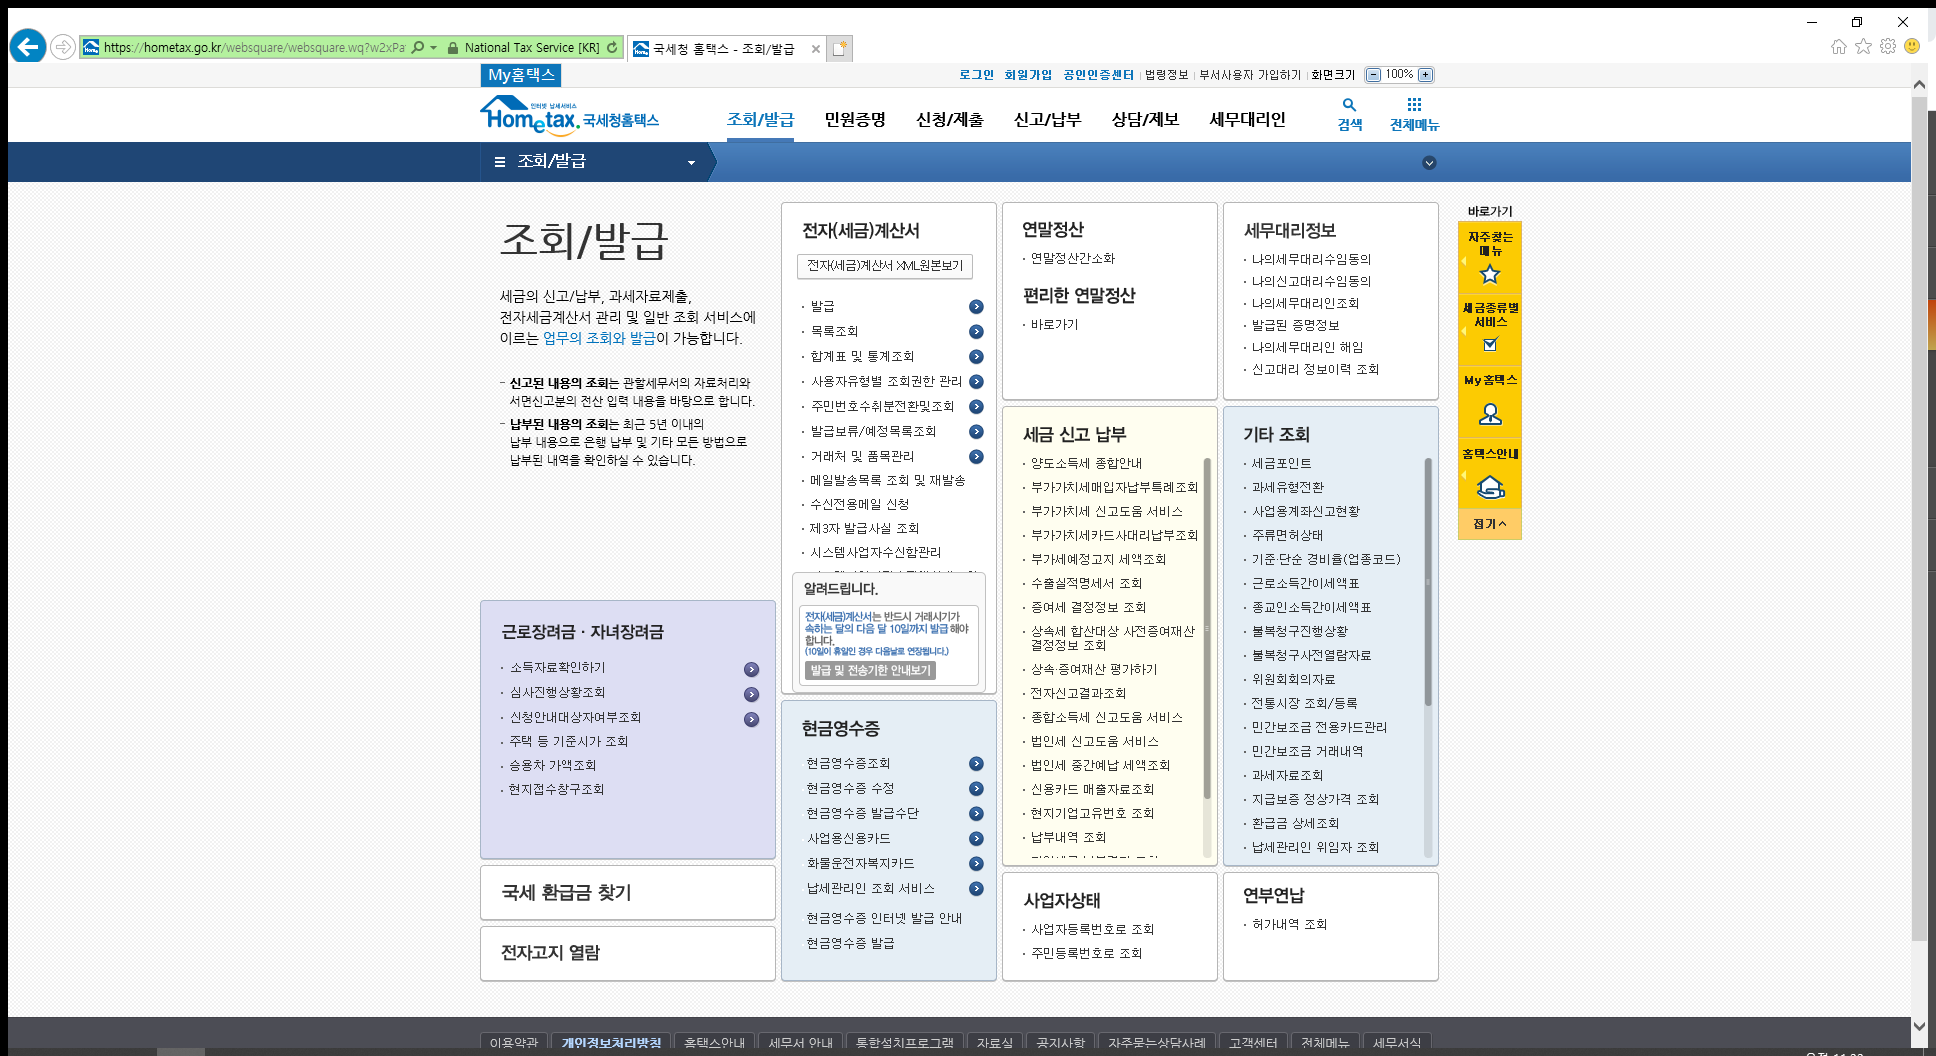 https://hometax.go.kr/websquare/websquare.wq?w2xPa
National Tax Service [KR]
국세청 홈택스 - 조회/발급
My홈택스
로그인 회원가입 공인인증센터 법령정보 부서사용자 가입하기 화면크기 100%
인터넷 납세서비스
Hometax. 국세청홈택스
조회/발급 민원증명 신청/제출 신고/납부 상담/제보 세무대리인 검색 전체메뉴
조회/발급
조회/발급
세금의 신고/납부, 과세자료제출,
전자세금계산서 관리 및 일반 조회 서비스에
이르는 업무의 조회와 발급이 가능합니다.
- 신고된 내용의 조회는 관할세무서의 자료처리와
서면신고분의 전산 입력 내용을 바탕으로 합니다.
- 납부된 내용의 조회는 최근 5년 이내의
납부 내용으로 은행 납부 및 기타 모든 방법으로
납부된 내역을 확인하실 수 있습니다.
근로장려금 · 자녀장려금
· 소득자료확인하기
· 심사진행상황조회
· 신청안내대상자여부조회
· 주택 등 기준시가 조회
· 승용차 가액조회
· 현지접수창구조회
국세 환급금 찾기
전자고지 열람
전자(세금)계산서
전자(세금)계산서 XML원본보기
· 발급
· 목록조회
· 합계표 및 통계조회
· 사용자유형별 조회권한 관리
· 주민번호수취분전환및조회
· 발급보류/예정목록조회
· 거래처 및 품목관리
· 메일발송목록 조회 및 재발송
· 수신전용메일 신청
· 제3자 발급사실 조회
· 시스템사업자수신함관리
알려드립니다.
전자(세금)계산서는 반드시 거래시기가
속하는 달의 다음 달 10일까지 발급해야
합니다.
(10일이 휴일인 경우 다음날로 연장됩니다.)
발급 및 전송기한 안내보기
현금영수증
현금영수증조회
현금영수증 수정
현금영수증 발급수단
사업용신용카드
화물운전자복지카드
납세관리인 조회 서비스
현금영수증 인터넷 발급 안내
현금영수증 발급
연말정산
· 연말정산간소화
편리한 연말정산
· 바로가기
세금 신고 납부
· 양도소득세 종합안내
· 부가가치세매입자납부특례조회
· 부가가치세 신고도움 서비스
· 부가가치세카드사대리납부조회
· 부가세예정고지 세액조회
· 수출실적명세서 조회
· 증여세 결정정보 조회
· 상속세 합산대상 사전증여재산
결정정보 조회
· 상속·증여재산 평가하기
· 전자신고결과조회
· 종합소득세 신고도움 서비스
· 법인세 신고도움 서비스
· 법인세 중간예납 세액조회
· 신용카드 매출자료조회
· 현지기업고유번호 조회
· 납부내역 조회
사업자상태
· 사업자등록번호로 조회
· 주민등록번호로 조회
세무대리정보
· 나의세무대리수임동의
· 나의신고대리수임동의
· 나의세무대리인조회
· 발급된 증명정보
· 나의세무대리인 해임
· 신고대리 정보이력 조회
기타 조회
· 세금포인트
· 과세유형전환
· 사업용계좌신고현황
· 주류면허상태
· 기준·단순 경비율(업종코드)
· 근로소득간이세액표
· 종교인소득간이세액표
· 불복청구진행상황
· 불복청구사전열람자료
· 위원회회의자료
· 전통시장 조회/등록
· 민간보조금 전용카드관리
· 민간보조금 거래내역
· 과세자료조회
· 지급보증 정상가격 조회
· 환급금 상세조회
· 납세관리인 위임자 조회
연부연납
· 허가내역 조회
바로가기
자주찾는
메뉴
세금종류별
서비스
My홈택스
홈택스안내
접기
이용약관 개인정보처리방침 홈택스안내 세무서 안내 통합설치프로그램 자료실 공지사항 자주묻는상담사례 고객센터 전체메뉴 세무서식